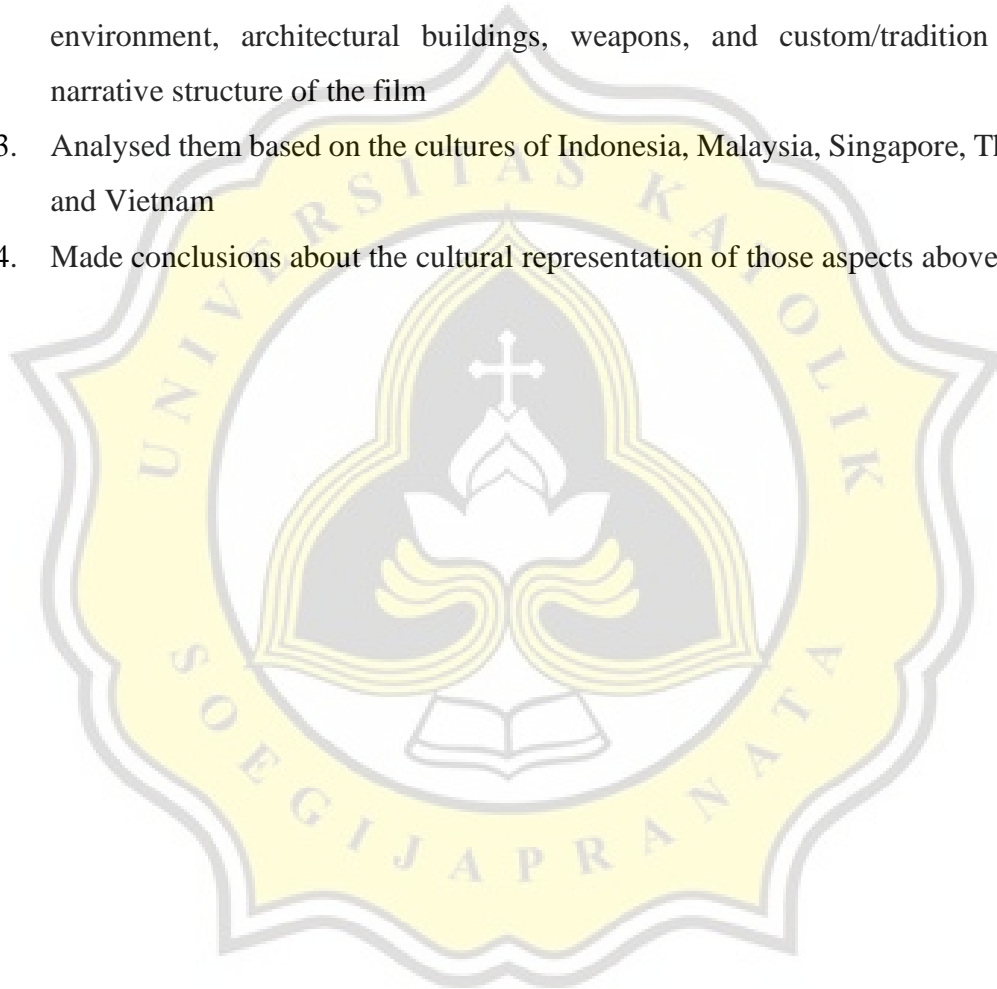 environment, architectural buildings, weapons, and custom/tradition
narrative structure of the film
3. Analysed them based on the cultures of Indonesia, Malaysia, Singapore,
and Vietnam
4. Made conclusions about the cultural representation of those aspects above
UNIVERSITAS KATOLIK
SOEGIJAPRANATA